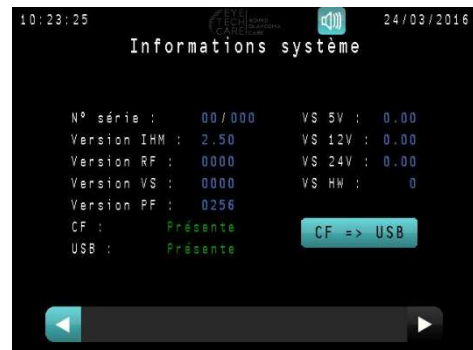 10:23:25 EYE TECH CARE 24/03/2016
Informations système
N° série : 00/000 VS 5V : 0.00
Version IHM : 2.50 VS 12V : 0.00
Version RF : 0000 VS 24V : 0.00
Version VS : 0000 VS HW : 0
Version PF : 0256
CF : Présente CF => USB
USB : Présente